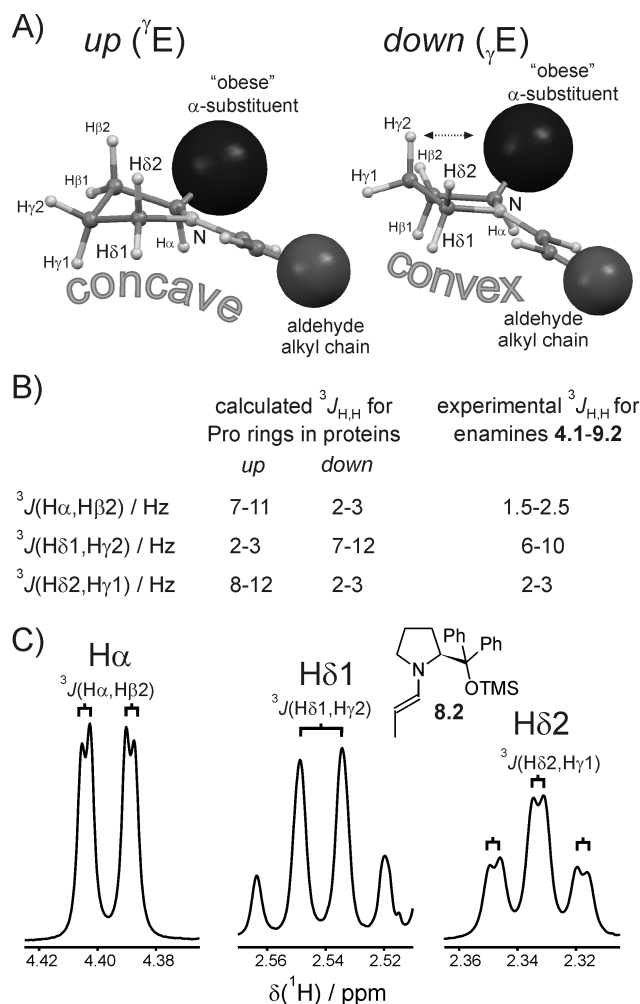 A)
up (ᵞE)
down (ᵧE)
"obese"
α-substituent
"obese"
α-substituent
Hβ2
Hδ2
Hβ1
Hγ2
N
Hγ1
Hδ1
Hα
concave
aldehyde
alkyl chain
Hγ2
Hβ2
Hδ2
Hγ1
N
Hβ1
Hδ1
Hα
convex
aldehyde
alkyl chain
B)
calculated ³J_H,H for
Pro rings in proteins
experimental ³J_H,H for
enamines 4.1-9.2
up down
³J(Hα,Hβ2) / Hz 7-11 2-3 1.5-2.5
³J(Hδ1,Hγ2) / Hz 2-3 7-12 6-10
³J(Hδ2,Hγ1) / Hz 8-12 2-3 2-3
C)
Hα
³J(Hα,Hβ2)
Hδ1
³J(Hδ1,Hγ2)
Ph
Ph
N
OTMS
8.2
Hδ2
³J(Hδ2,Hγ1)
4.42 4.40 4.38 2.56 2.54 2.52 2.36 2.34 2.32
δ(¹H) / ppm